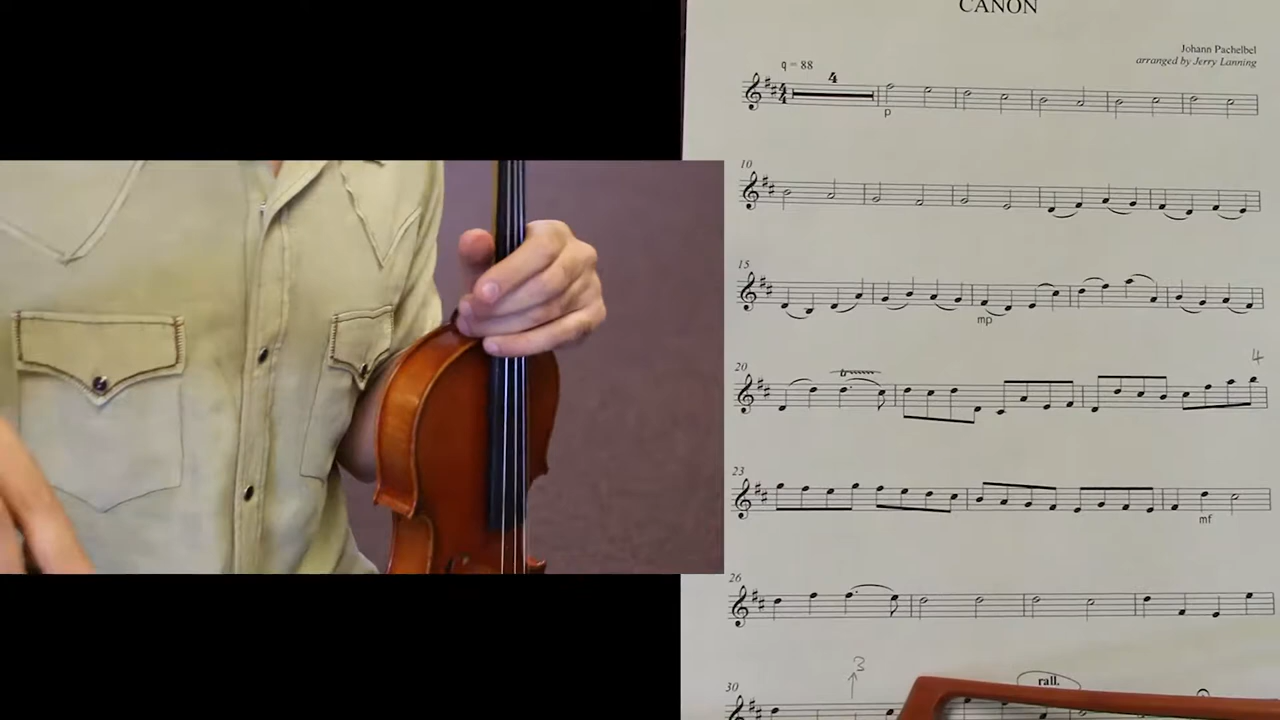 CANON
Johann Pachelbel
arranged by Jerry Lanning
q = 88
4
p
10
15
mp
4
20
tr
23
mf
26
3
30
rall.